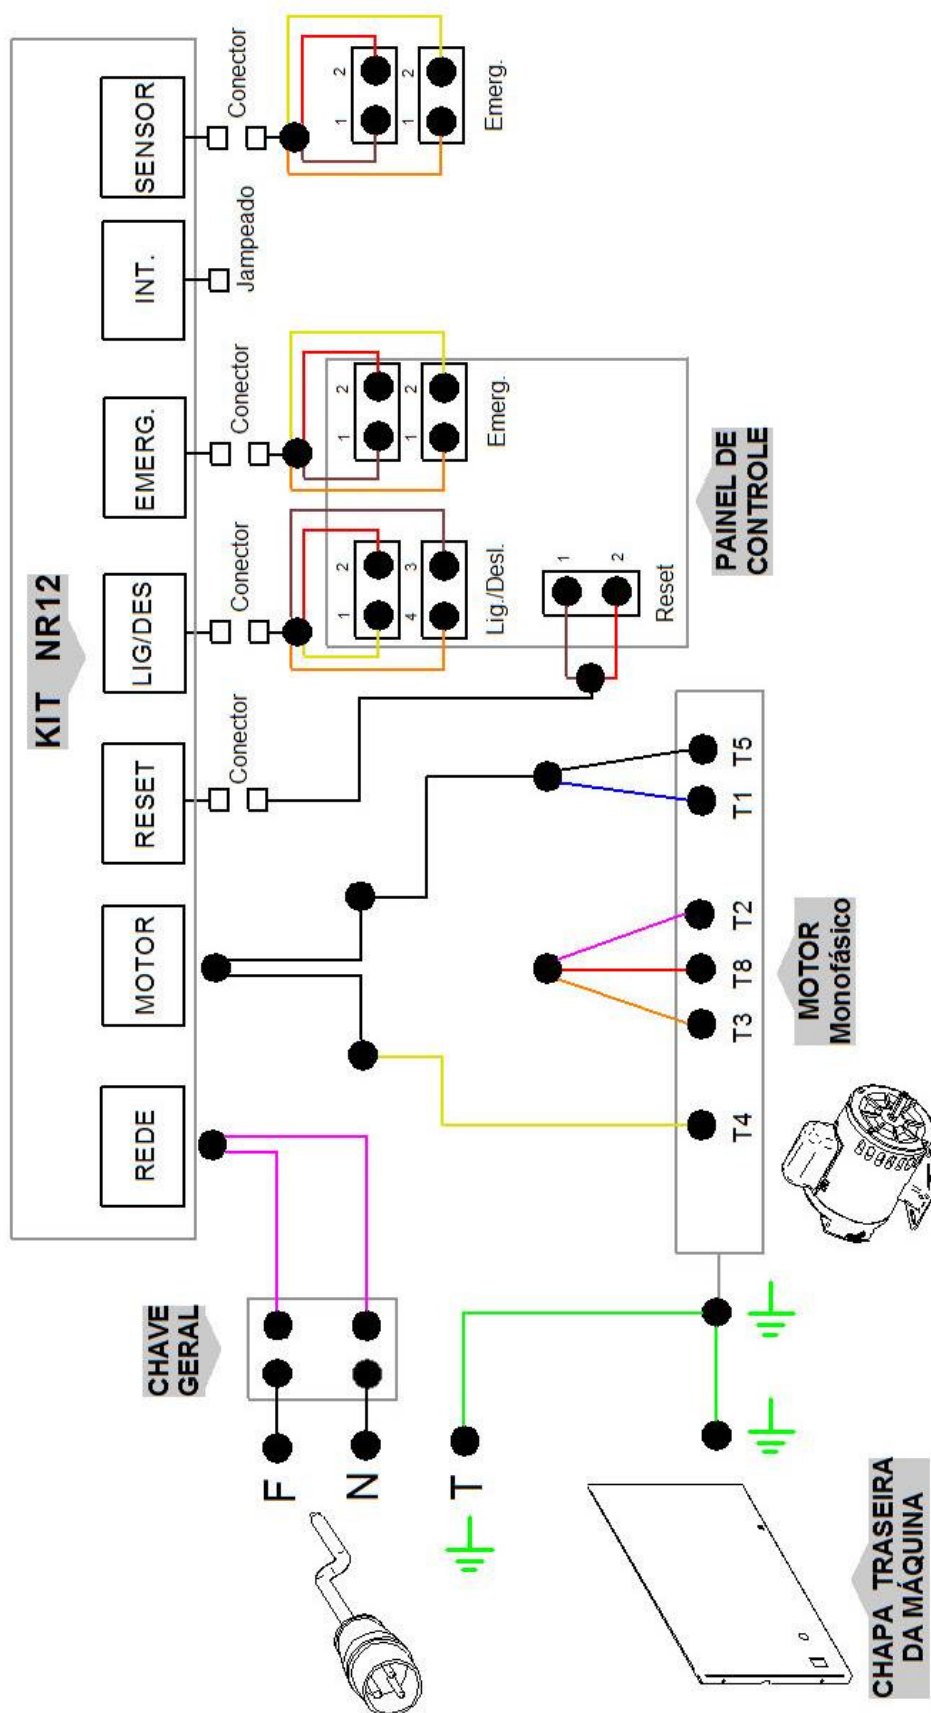 KIT NR12
REDE
MOTOR
RESET
LIG/DES
EMERG.
INT.
SENSOR
Conector
Conector
Conector
Jampeado
Conector
1
2
4
3
Lig./Desl.
1
2
1
2
Emerg.
1
2
1
2
Emerg.
1
2
Reset
PAINEL DE
CONTROLE
CHAVE
GERAL
F
N
T
T4
T3
T8
T2
T1
T5
MOTOR
Monofásico
CHAPA TRASEIRA
DA MÁQUINA